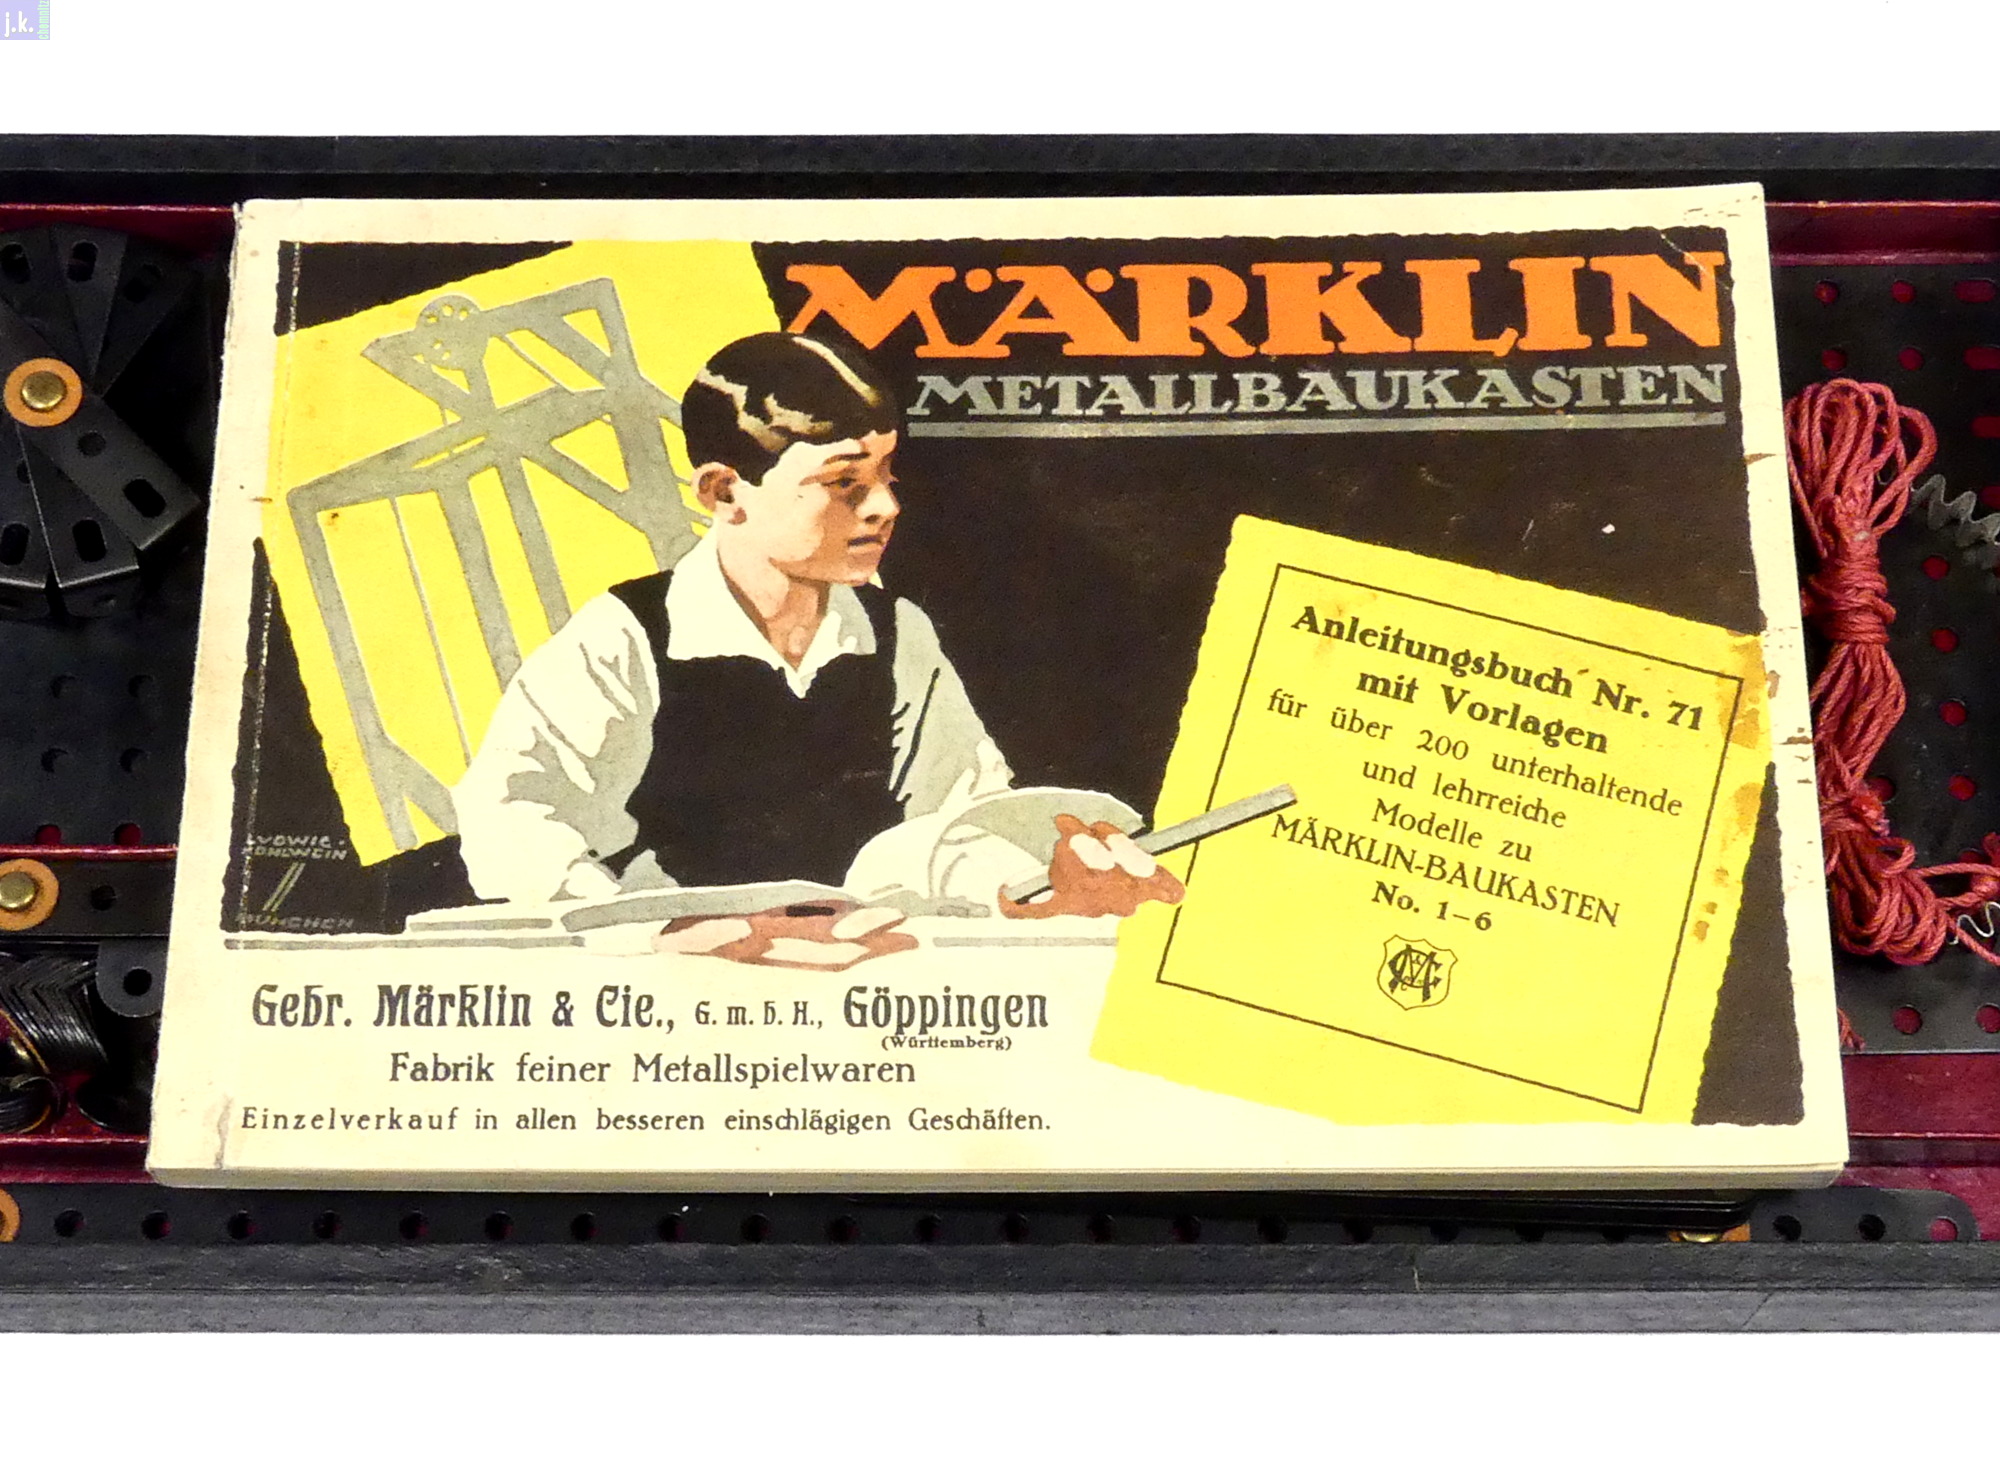 j.k.
chemnitz
MÄRKLIN
METALLBAUKASTEN
Anleitungsbuch Nr. 71
mit Vorlagen
für über 200 unterhaltende
und lehrreiche
Modelle zu
MÄRKLIN-BAUKASTEN
No. 1–6
LUDWIG
HOHLWEIN
MÜNCHEN
Gebr. Märklin & Cie., G. m. b. H., Göppingen
(Württemberg)
Fabrik feiner Metallspielwaren
Einzelverkauf in allen besseren einschlägigen Geschäften.